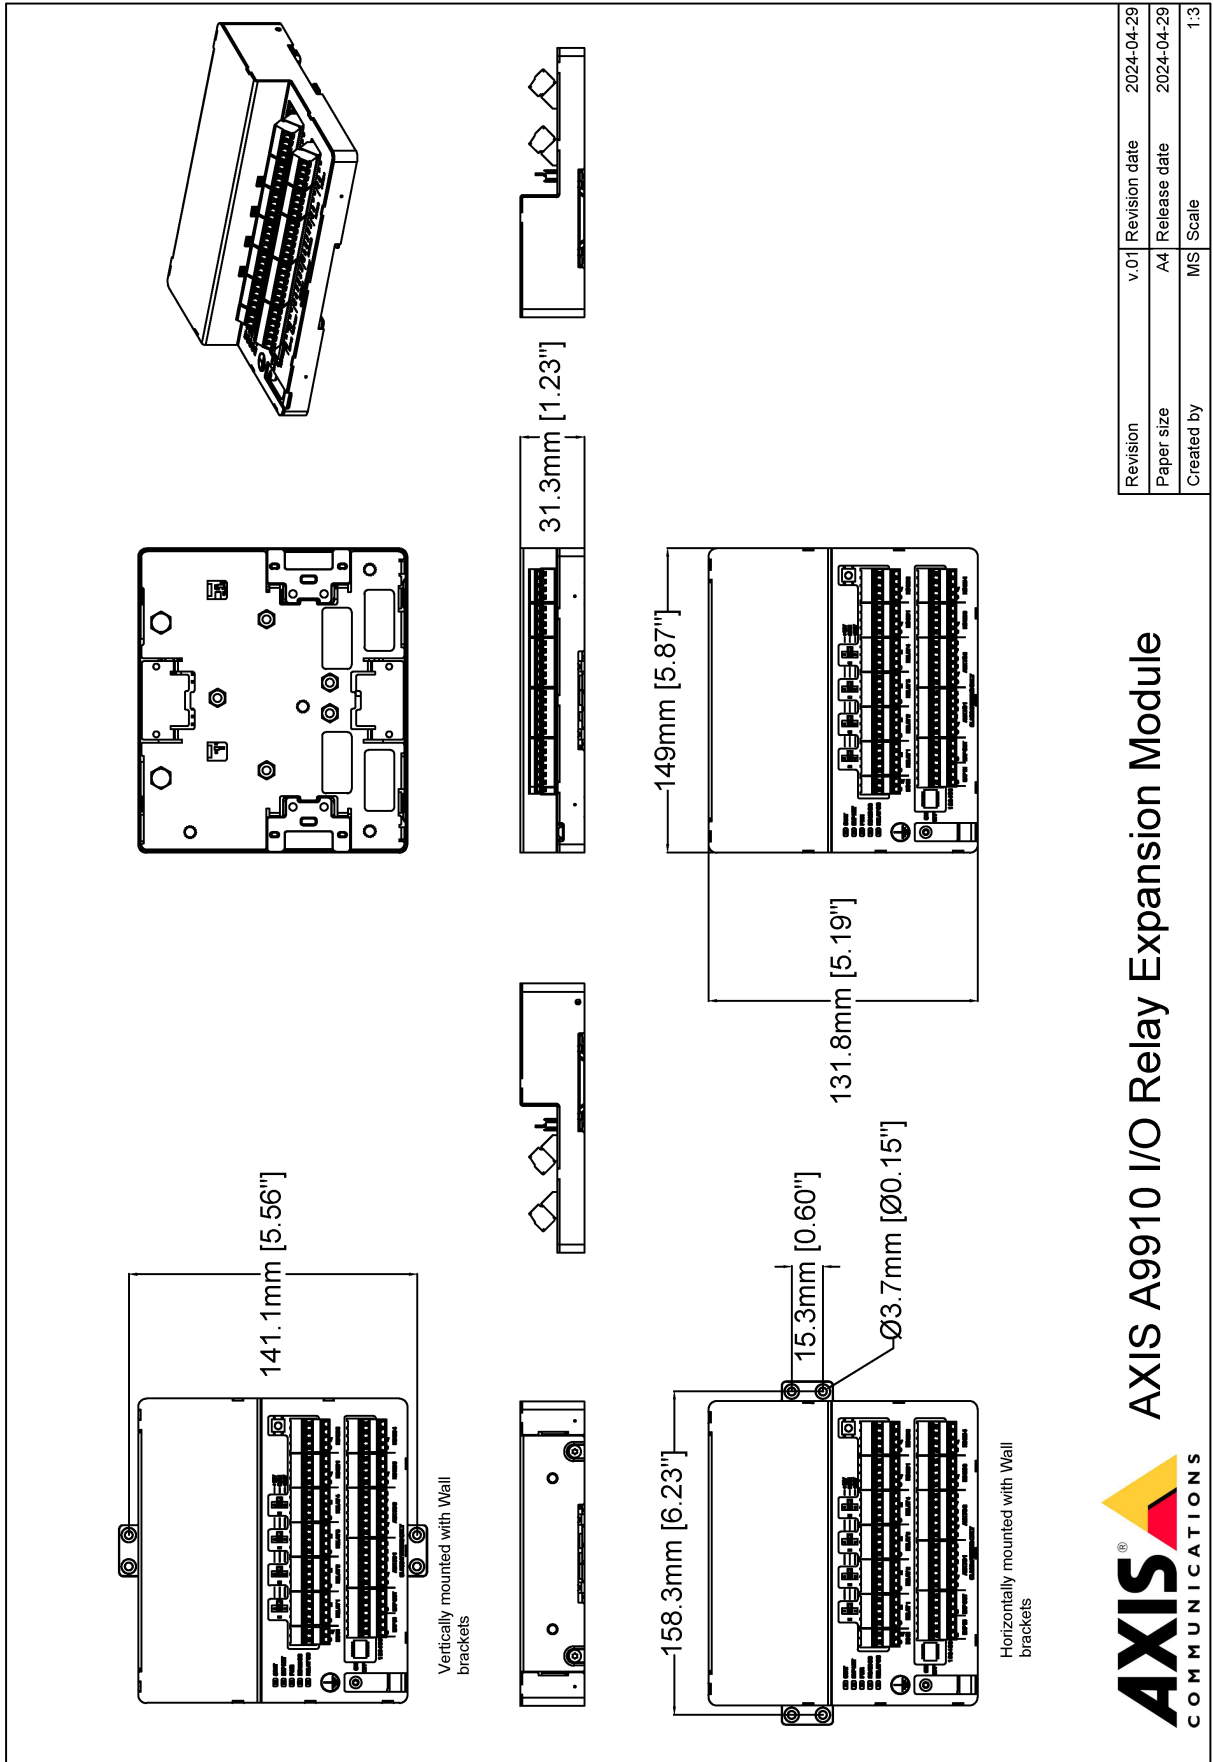 141.1mm [5.56"]
Vertically mounted with Wall
brackets
31.3mm [1.23"]
158.3mm [6.23"]
15.3mm [0.60"]
Ø3.7mm [Ø0.15"]
Horizontally mounted with Wall
brackets
149mm [5.87"]
131.8mm [5.19"]
AXIS®
COMMUNICATIONS
AXIS A9910 I/O Relay Expansion Module
Revision v.01 Revision date 2024-04-29
Paper size A4 Release date 2024-04-29
Created by MS Scale 1:3